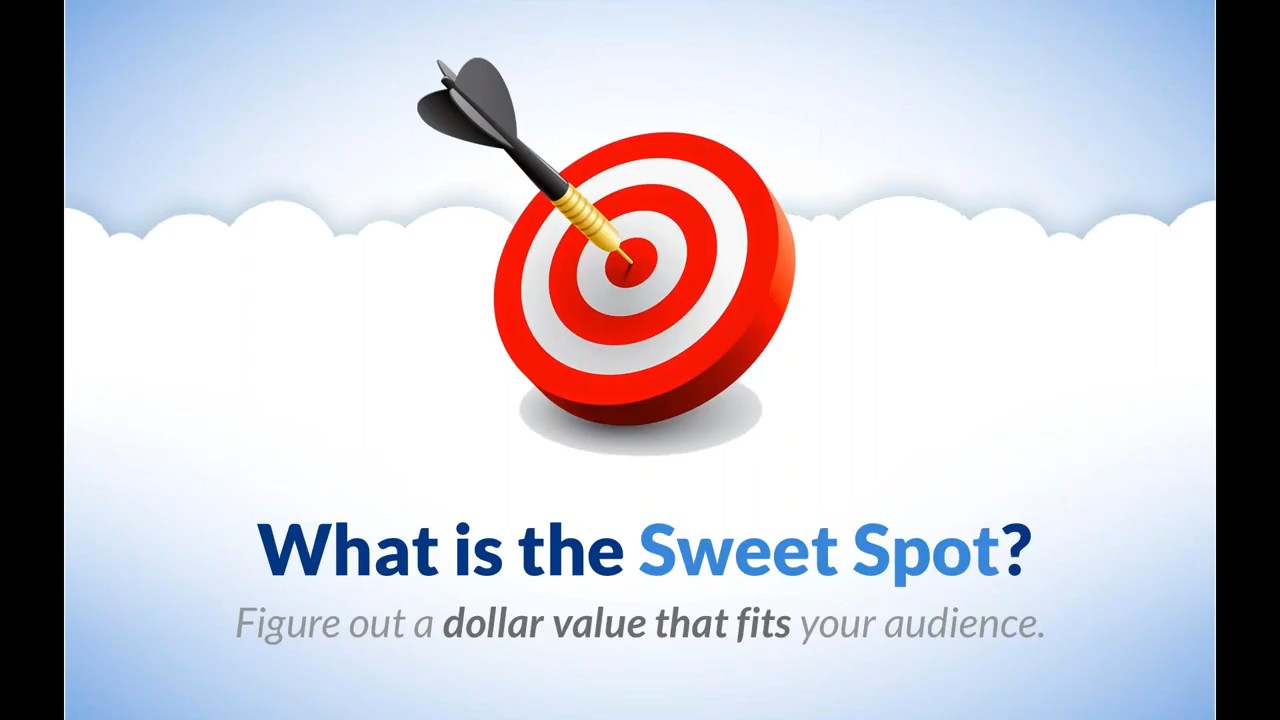 What is the Sweet Spot?
Figure out a dollar value that fits your audience.